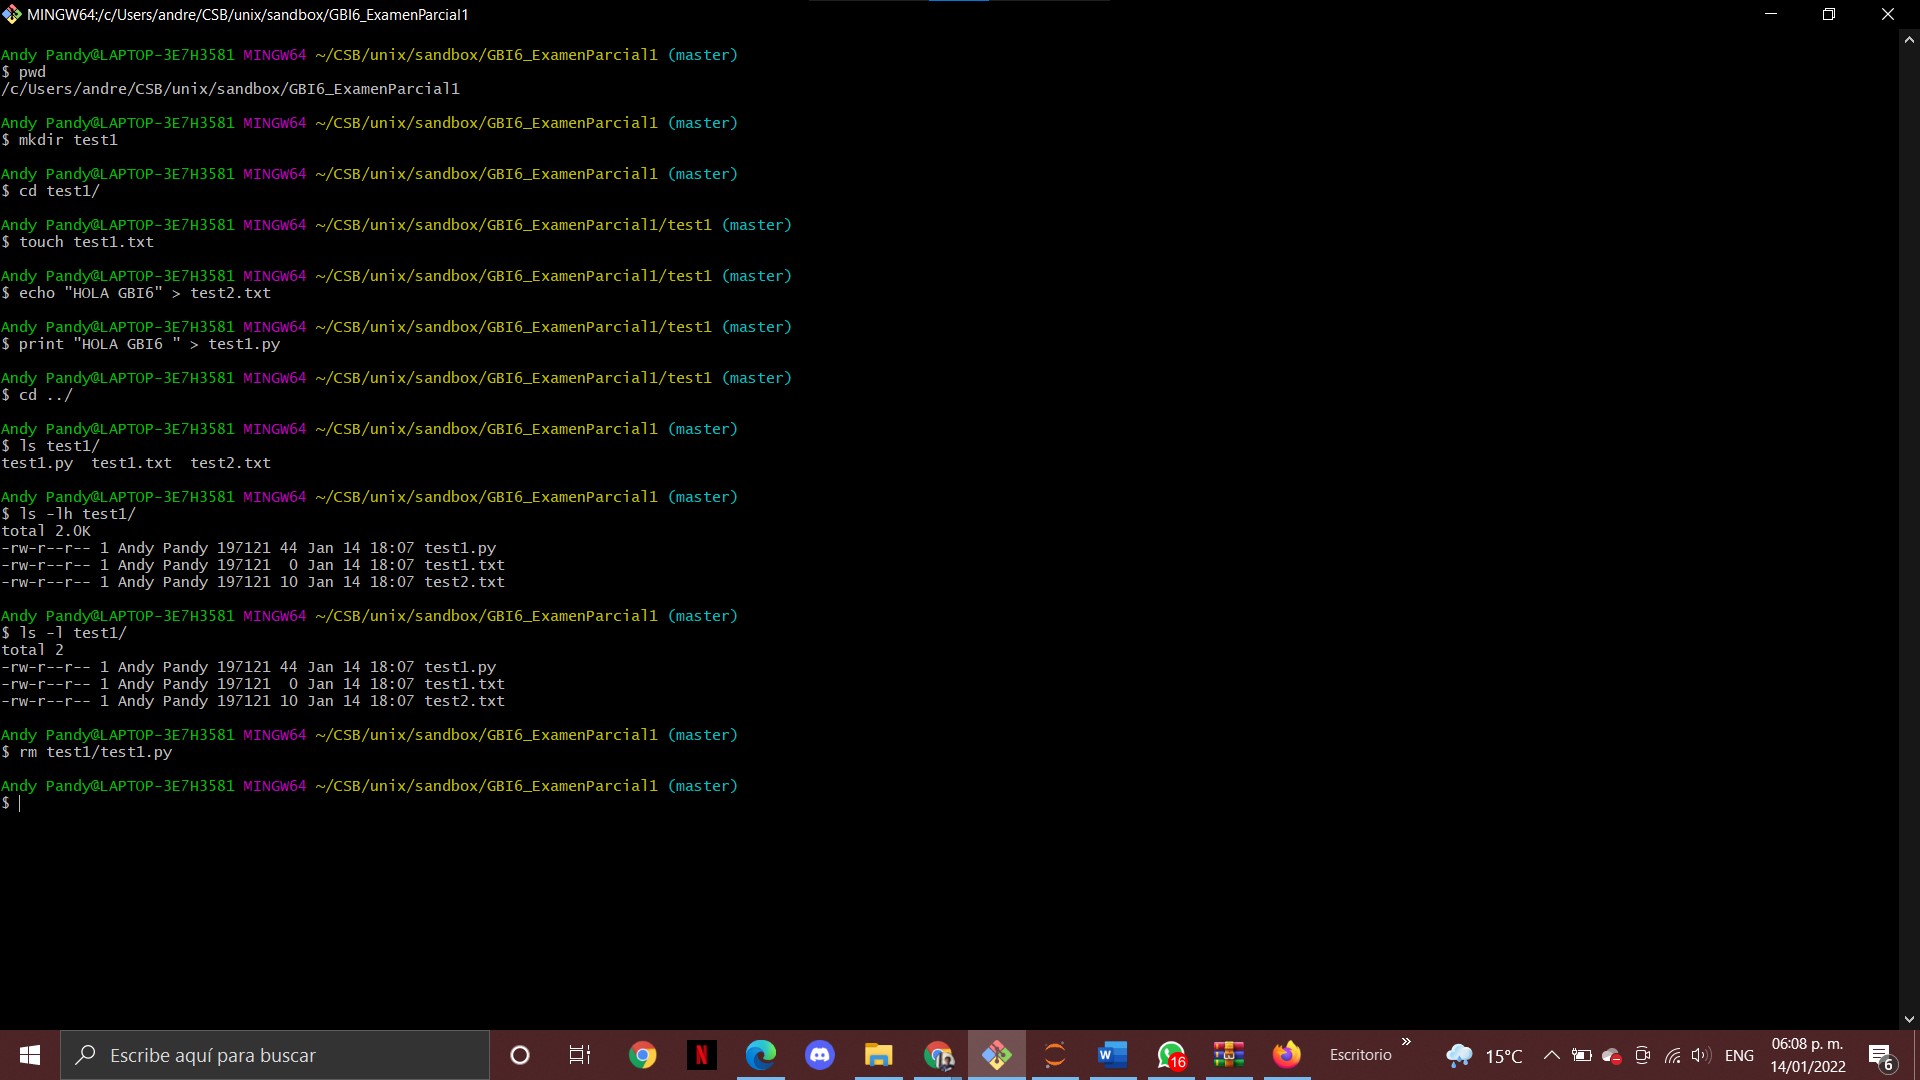 MINGW64:/c/Users/andre/CSB/unix/sandbox/GBI6_ExamenParcial1
Andy Pandy@LAPTOP-3E7H3581 MINGW64 ~/CSB/unix/sandbox/GBI6_ExamenParcial1 (master)
$ pwd
/c/Users/andre/CSB/unix/sandbox/GBI6_ExamenParcial1
Andy Pandy@LAPTOP-3E7H3581 MINGW64 ~/CSB/unix/sandbox/GBI6_ExamenParcial1 (master)
$ mkdir test1
Andy Pandy@LAPTOP-3E7H3581 MINGW64 ~/CSB/unix/sandbox/GBI6_ExamenParcial1 (master)
$ cd test1/
Andy Pandy@LAPTOP-3E7H3581 MINGW64 ~/CSB/unix/sandbox/GBI6_ExamenParcial1/test1 (master)
$ touch test1.txt
Andy Pandy@LAPTOP-3E7H3581 MINGW64 ~/CSB/unix/sandbox/GBI6_ExamenParcial1/test1 (master)
$ echo "HOLA GBI6" > test2.txt
Andy Pandy@LAPTOP-3E7H3581 MINGW64 ~/CSB/unix/sandbox/GBI6_ExamenParcial1/test1 (master)
$ print "HOLA GBI6 " > test1.py
Andy Pandy@LAPTOP-3E7H3581 MINGW64 ~/CSB/unix/sandbox/GBI6_ExamenParcial1/test1 (master)
$ cd ../
Andy Pandy@LAPTOP-3E7H3581 MINGW64 ~/CSB/unix/sandbox/GBI6_ExamenParcial1 (master)
$ ls test1/
test1.py  test1.txt  test2.txt
Andy Pandy@LAPTOP-3E7H3581 MINGW64 ~/CSB/unix/sandbox/GBI6_ExamenParcial1 (master)
$ ls -lh test1/
total 2.0K
-rw-r--r-- 1 Andy Pandy 197121 44 Jan 14 18:07 test1.py
-rw-r--r-- 1 Andy Pandy 197121  0 Jan 14 18:07 test1.txt
-rw-r--r-- 1 Andy Pandy 197121 10 Jan 14 18:07 test2.txt
Andy Pandy@LAPTOP-3E7H3581 MINGW64 ~/CSB/unix/sandbox/GBI6_ExamenParcial1 (master)
$ ls -l test1/
total 2
-rw-r--r-- 1 Andy Pandy 197121 44 Jan 14 18:07 test1.py
-rw-r--r-- 1 Andy Pandy 197121  0 Jan 14 18:07 test1.txt
-rw-r--r-- 1 Andy Pandy 197121 10 Jan 14 18:07 test2.txt
Andy Pandy@LAPTOP-3E7H3581 MINGW64 ~/CSB/unix/sandbox/GBI6_ExamenParcial1 (master)
$ rm test1/test1.py
Andy Pandy@LAPTOP-3E7H3581 MINGW64 ~/CSB/unix/sandbox/GBI6_ExamenParcial1 (master)
$
Escribe aquí para buscar
N
W
16
Escritorio »
15°C
ENG
06:08 p. m.
14/01/2022
6